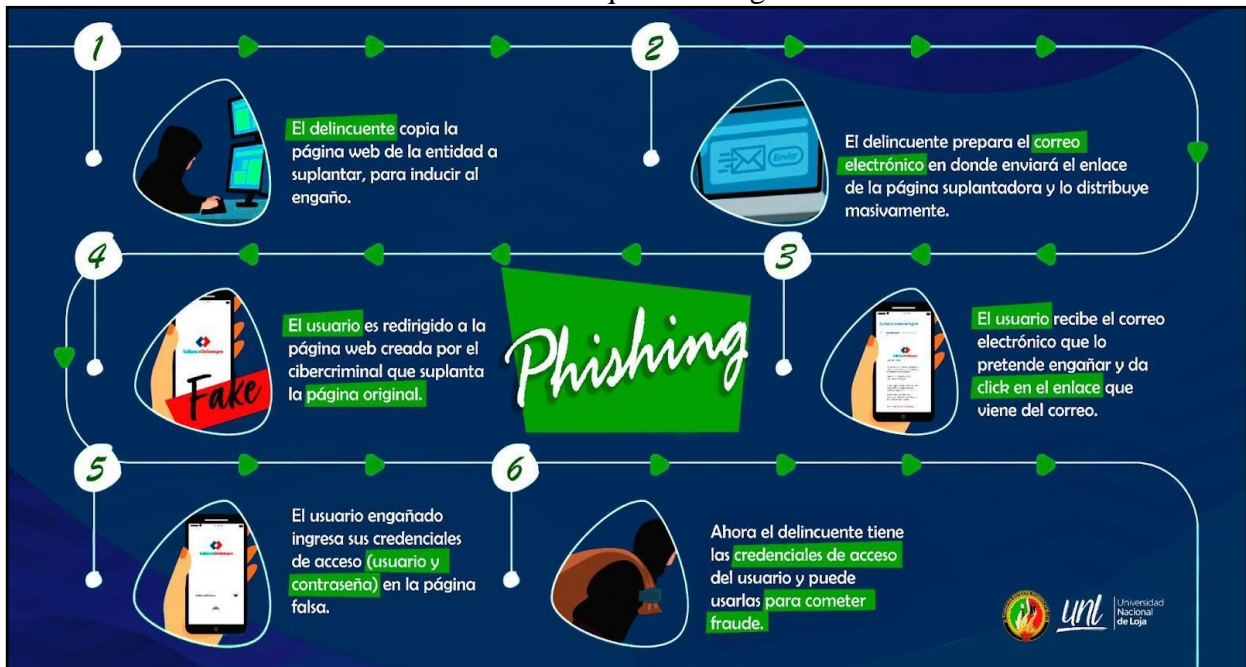 1
El delincuente copia la
página web de la entidad a
suplantar, para inducir al
engaño.
2
Enviar
El delincuente prepara el correo
electrónico en donde enviará el enlace
de la página suplantadora y lo distribuye
masivamente.
3
El usuario recibe el correo
electrónico que lo
pretende engañar y da
click en el enlace que
viene del correo.
4
Fake
El usuario es redirigido a la
página web creada por el
cibercriminal que suplanta
la página original.
Phishing
5
El usuario engañado
ingresa sus credenciales
de acceso (usuario y
contraseña) en la página
falsa.
6
Ahora el delincuente tiene
las credenciales de acceso
del usuario y puede
usarlas para cometer
fraude.
unl
Universidad
Nacional
de Loja